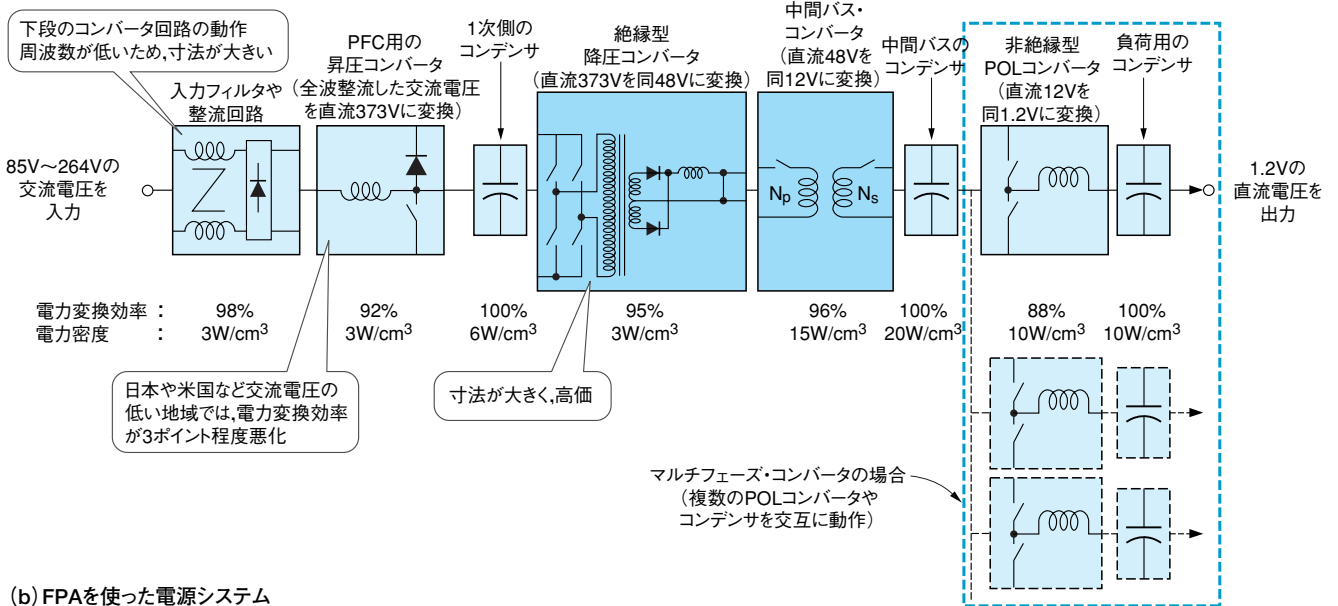 下段のコンバータ回路の動作
周波数が低いため,寸法が大きい
入力フィルタや
整流回路
PFC用の
昇圧コンバータ
(全波整流した交流電圧
を直流373Vに変換)
1次側の
コンデンサ
絶縁型
降圧コンバータ
(直流373Vを同48Vに変換)
中間バス・
コンバータ
(直流48Vを
同12Vに変換)
中間バスの
コンデンサ
非絶縁型
POLコンバータ
(直流12Vを
同1.2Vに変換)
負荷用の
コンデンサ
85V〜264Vの
交流電圧を
入力
Np
Ns
1.2Vの
直流電圧を
出力
電力変換効率: 98% 92% 100% 95% 96% 100% 88% 100%
電力密度 : 3W/cm³ 3W/cm³ 6W/cm³ 3W/cm³ 15W/cm³ 20W/cm³ 10W/cm³ 10W/cm³
日本や米国など交流電圧の
低い地域では,電力変換効率
が3ポイント程度悪化
寸法が大きく,高価
マルチフェーズ・コンバータの場合
(複数のPOLコンバータや
コンデンサを交互に動作)
(b)FPAを使った電源システム